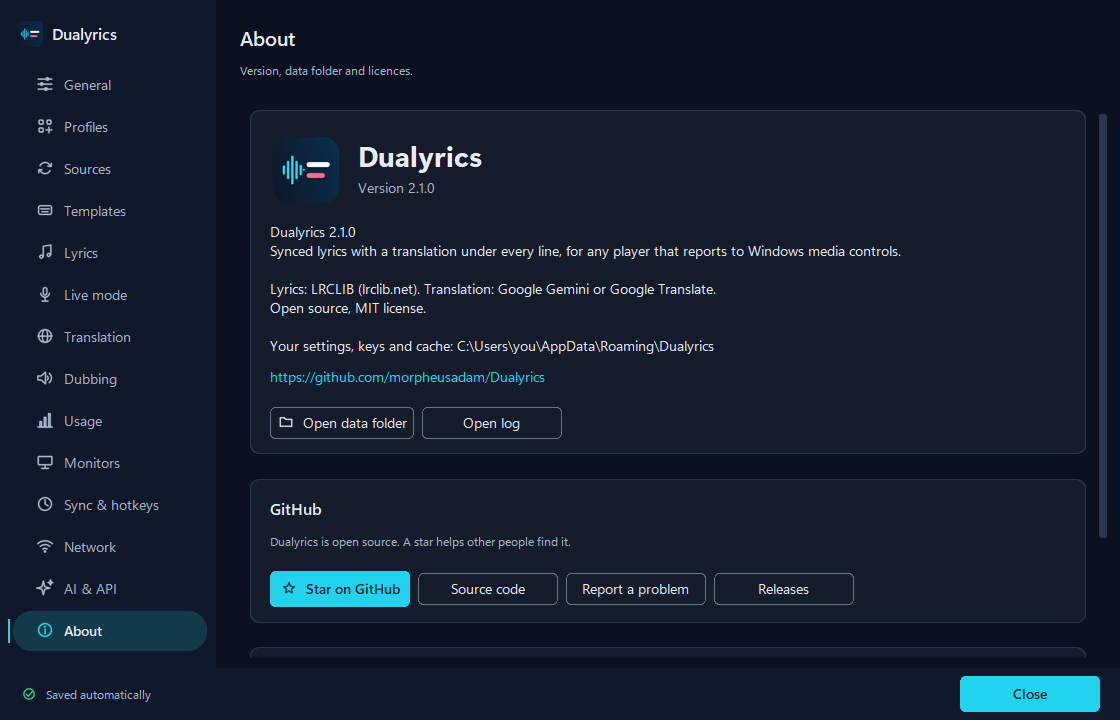 Dualyrics
General
Profiles
Sources
Templates
Lyrics
Live mode
Translation
Dubbing
Usage
Monitors
Sync & hotkeys
Network
AI & API
About
Saved automatically
About
Version, data folder and licences.
Dualyrics
Version 2.1.0
Dualyrics 2.1.0
Synced lyrics with a translation under every line, for any player that reports to Windows media controls.
Lyrics: LRCLIB (lrclib.net). Translation: Google Gemini or Google Translate.
Open source, MIT license.
Your settings, keys and cache: C:\Users\you\AppData\Roaming\Dualyrics
https://github.com/morpheusadam/Dualyrics
Open data folder
Open log
GitHub
Dualyrics is open source. A star helps other people find it.
Star on GitHub
Source code
Report a problem
Releases
Close